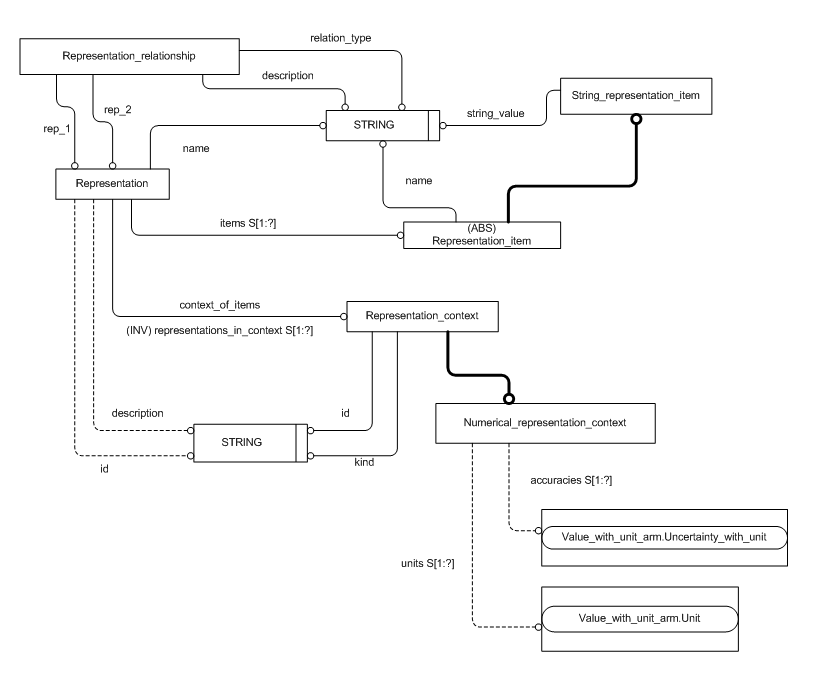 relation_type
Representation_relationship
description
String_representation_item
rep_1
rep_2
STRING
string_value
name
Representation
name
items S[1:?]
(ABS)
Representation_item
context_of_items
Representation_context
(INV) representations_in_context S[1:?]
description
id
STRING
Numerical_representation_context
id
kind
accuracies S[1:?]
Value_with_unit_arm.Uncertainty_with_unit
units S[1:?]
Value_with_unit_arm.Unit